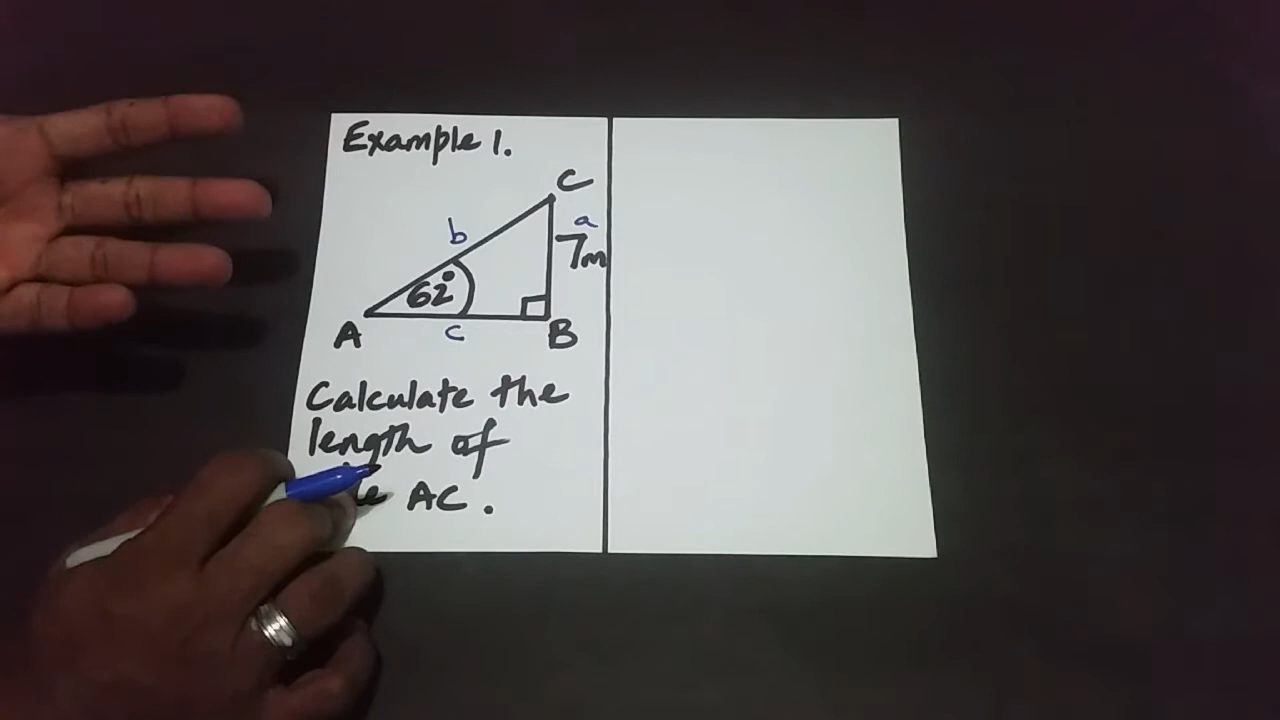 Example 1.
C
b
a
7m
62°
A
c
B
Calculate the
length of
AC.